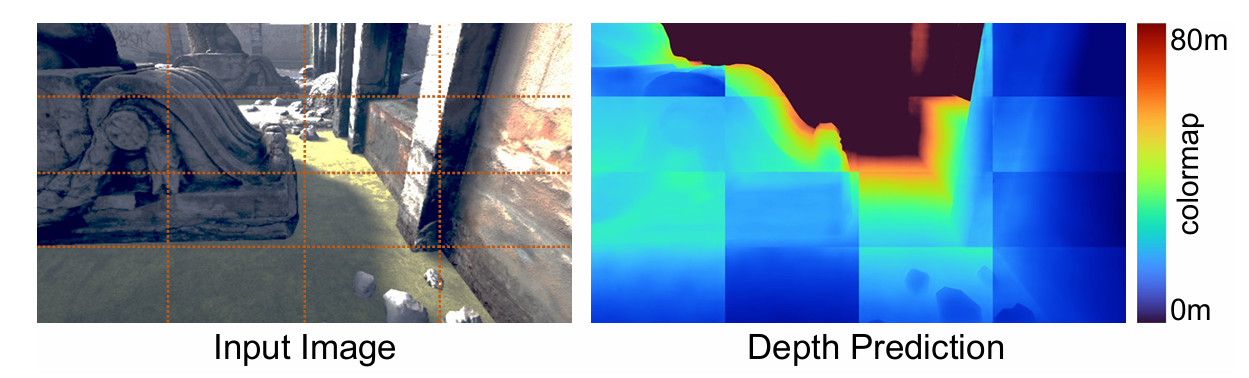 80m
colormap
0m
Input Image
Depth Prediction